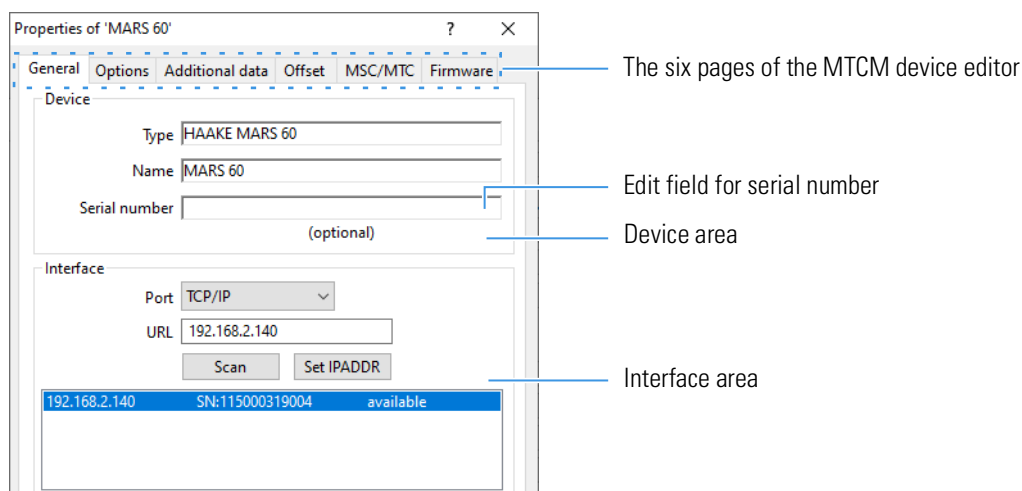 Properties of 'MARS 60' ? ×
General Options Additional data Offset MSC/MTC Firmware
The six pages of the MTCM device editor
Device
Type HAAKE MARS 60
Name MARS 60
Edit field for serial number
Serial number
(optional)
Device area
Interface
Port TCP/IP
URL 192.168.2.140
Scan Set IPADDR
Interface area
192.168.2.140 SN:115000319004 available